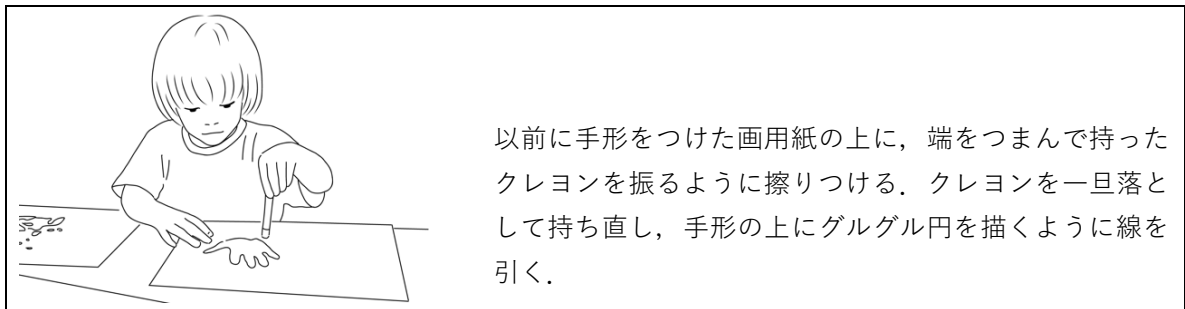 以前に手形をつけた画用紙の上に，端をつまんで持った
クレヨンを振るように擦りつける．クレヨンを一旦落と
して持ち直し，手形の上にグルグル円を描くように線を
引く．